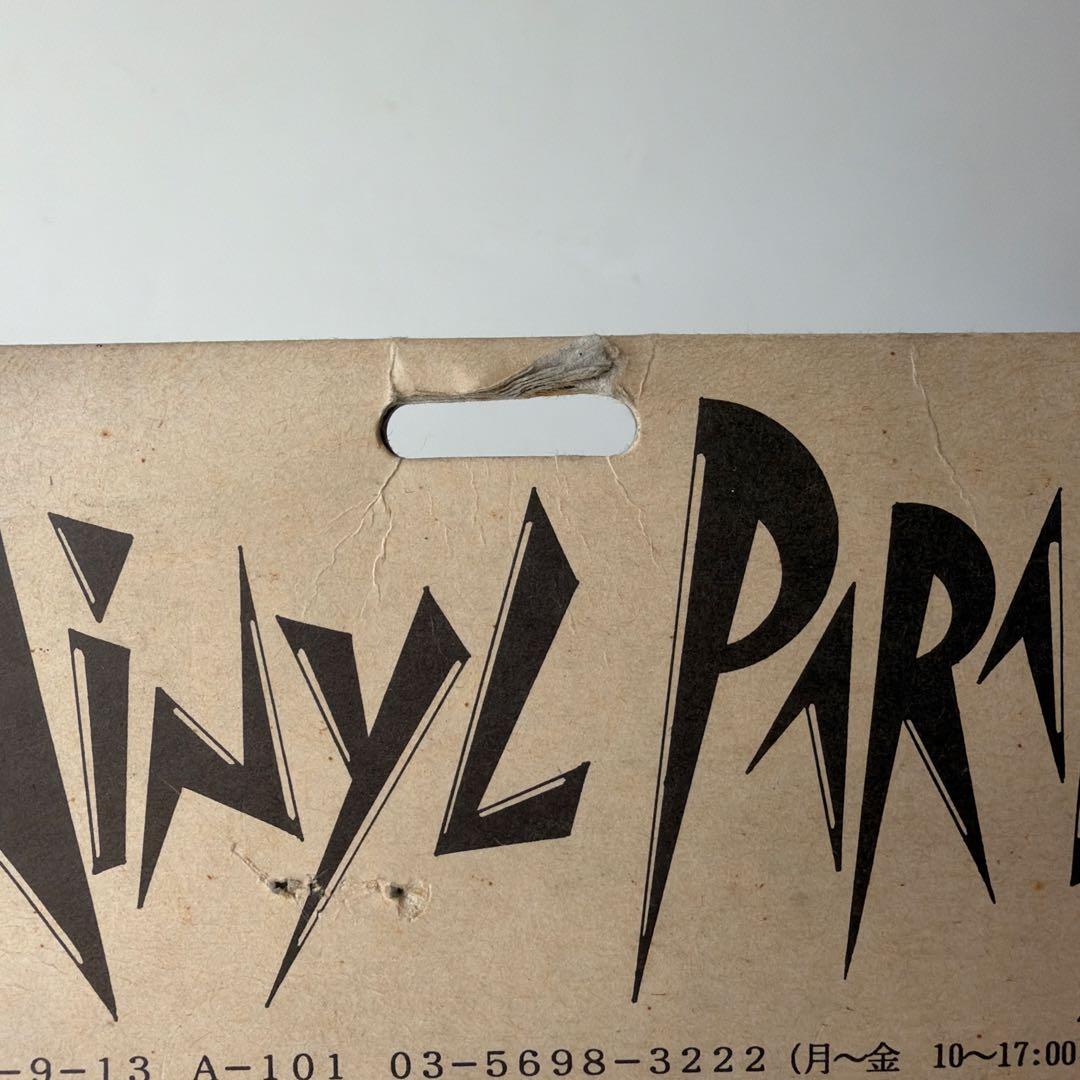 ViNYL PARA
-9-13 A-101 03-5698-3222 (月〜金 10〜17:00